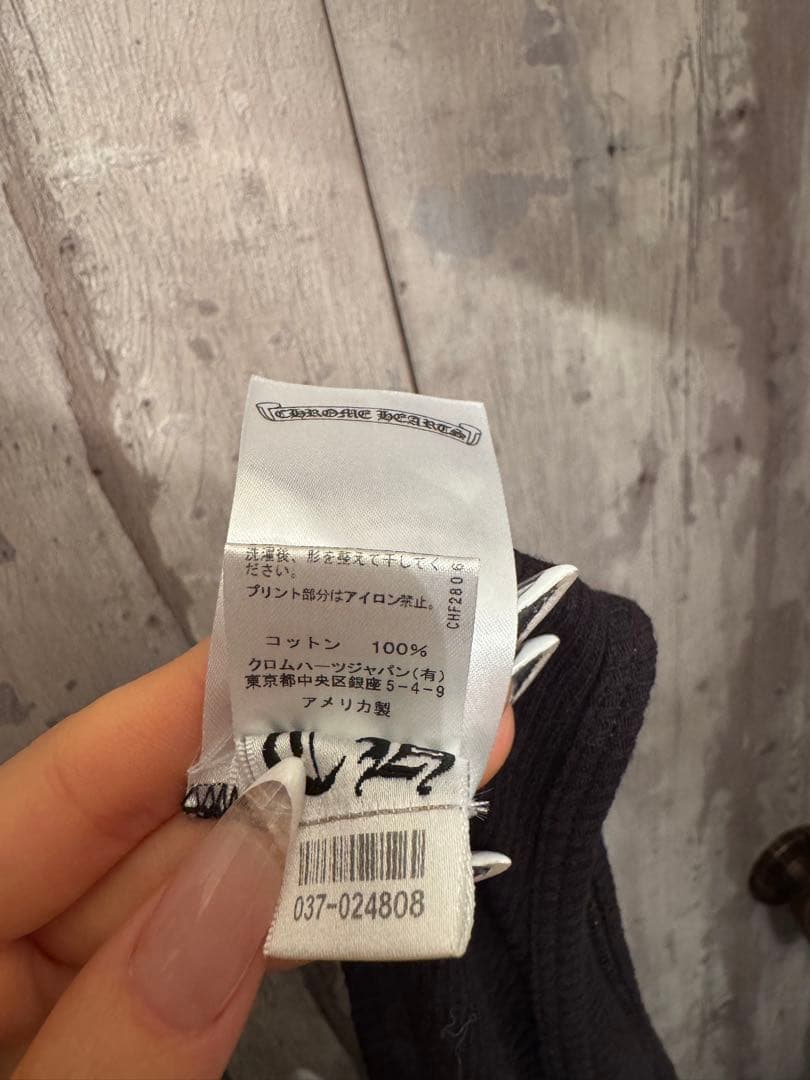 CHROME HEARTS
洗濯後、形を整えて干してく
ださい。
プリント部分はアイロン禁止。
CHF2806
コットン 100%
クロムハーツジャパン(有)
東京都中央区銀座5-4-9
アメリカ製
037-024808